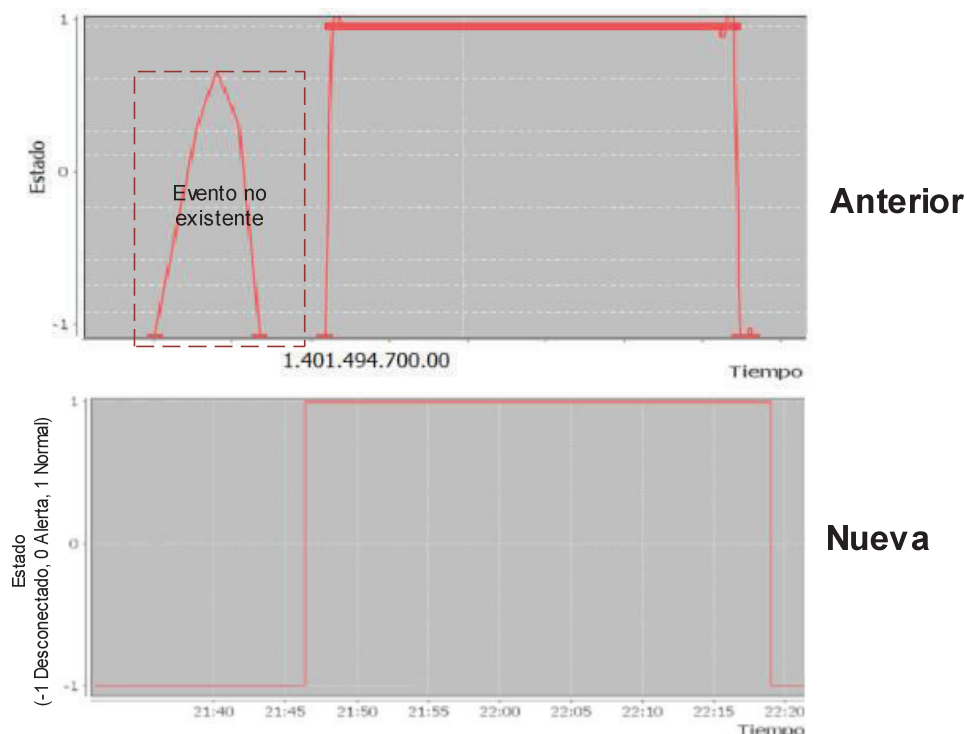 1
0
-1
Estado
Evento no
existente
1.401.494.700.00
Tiempo
Anterior
1
0
-1
Estado
(-1 Desconectado, 0 Alerta, 1 Normal)
21:40 21:45 21:50 21:55 22:00 22:05 22:10 22:15 22:20
Tiempo
Nueva